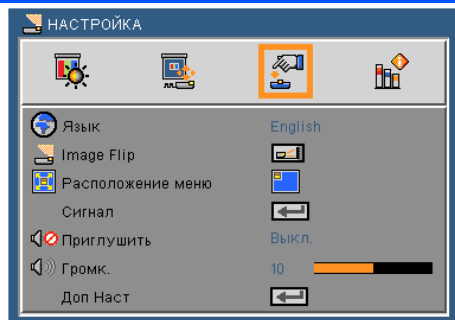 НАСТРОЙКА
Язык English
Image Flip
Расположение меню
Сигнал
Приглушить Выкл.
Громк. 10
Доп Наст